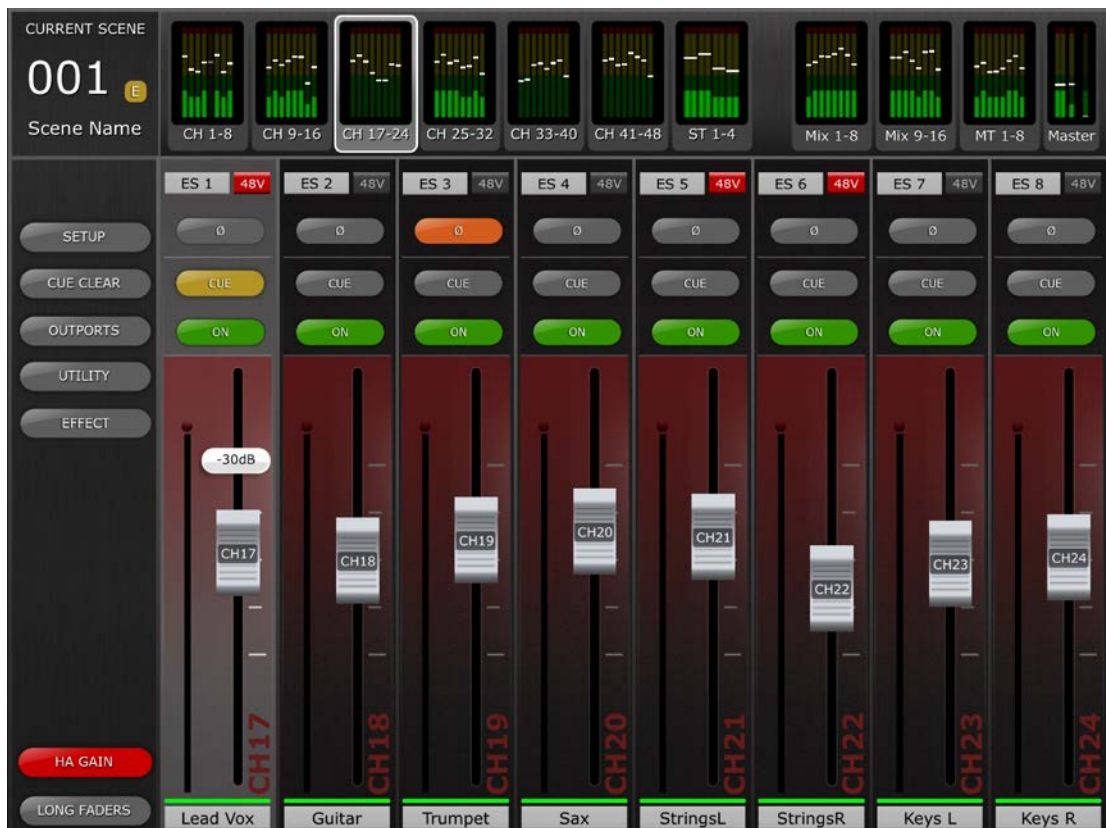 CURRENT SCENE
001 E
Scene Name
CH 1-8 CH 9-16 CH 17-24 CH 25-32 CH 33-40 CH 41-48 ST 1-4 Mix 1-8 Mix 9-16 MT 1-8 Master
ES 1 48V ES 2 48V ES 3 48V ES 4 48V ES 5 48V ES 6 48V ES 7 48V ES 8 48V
SETUP Ø Ø Ø Ø Ø Ø Ø Ø
CUE CLEAR CUE CUE CUE CUE CUE CUE CUE CUE
OUTPORTS ON ON ON ON ON ON ON ON
UTILITY
EFFECT
-30dB
CH17 CH18 CH19 CH20 CH21 CH22 CH23 CH24
CH17 CH18 CH19 CH20 CH21 CH22 CH23 CH24
HA GAIN
LONG FADERS
Lead Vox Guitar Trumpet Sax StringsL StringsR Keys L Keys R